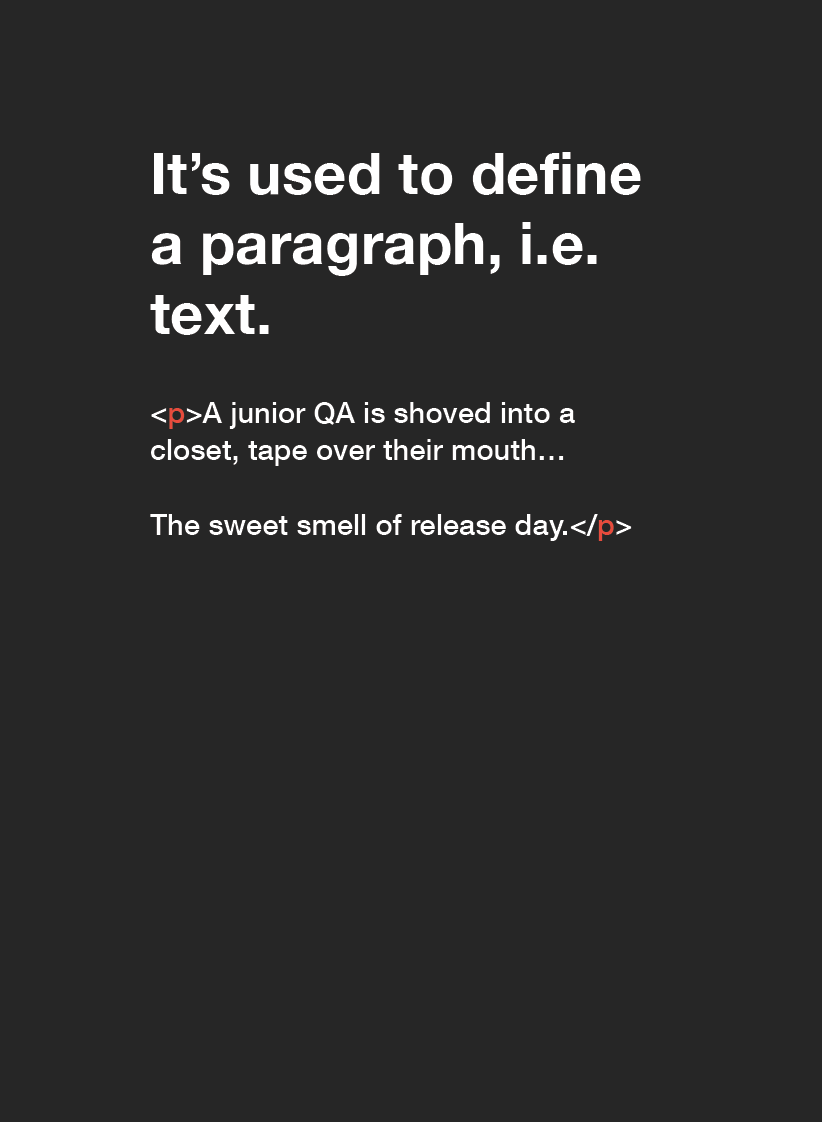 It’s used to define
a paragraph, i.e.
text.
<p>A junior QA is shoved into a
closet, tape over their mouth…
The sweet smell of release day.</p>